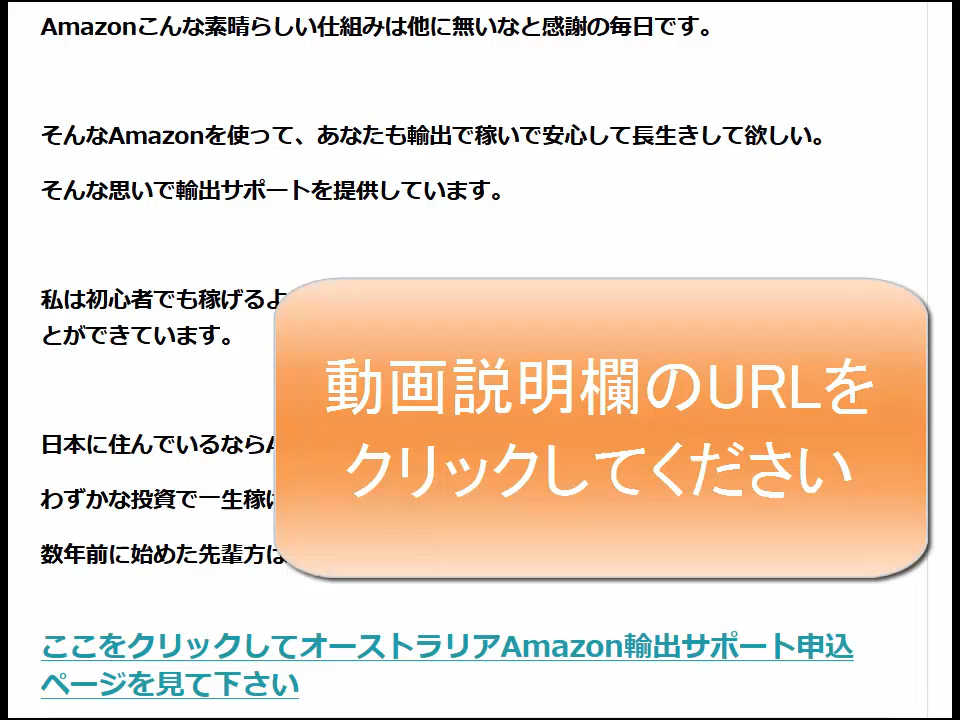 Amazonこんな素晴らしい仕組みは他に無いなと感謝の毎日です。
そんなAmazonを使って、あなたも輸出で稼いで安心して長生きして欲しい。
そんな思いで輸出サポートを提供しています。
私は初心者でも稼げるよ
とができています。
動画説明欄のURLを
クリックしてください
日本に住んでいるならA
わずかな投資で一生稼げ
数年前に始めた先輩方は
ここをクリックしてオーストラリアAmazon輸出サポート申込
ページを見て下さい